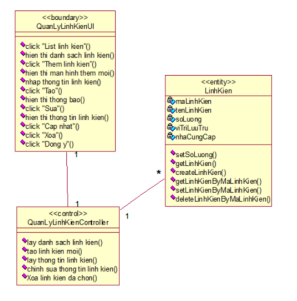 <<boundary>>
QuanLyLinhKienUI
click "List linh kien"()
hien thi danh sach linh kien()
click "Them linh kien"()
hien thi man hinh them moi()
nhap thong tin linh kien()
click "Tao"()
hien thi thong bao()
click "Sua"()
hien thi thong tin linh kien()
click "Cap nhat"()
click "Xoa"()
click "Dong y"()
1
1
<<control>>
QuanLyLinhKienController
lay danh sach linh kien()
tao linh kien moi()
lay thong tin linh kien()
chinh sua thong tin linh kien()
Xoa linh kien da chon()
1
*
<<entity>>
LinhKien
maLinhKien
tenLinhKien
soLuong
viTriLuuTru
nhaCungCap
setSoLuong()
getLinhKien()
createLinhKien()
getLinhKienByMaLinhKien()
setLinhKienByMaLinhKien()
deleteLinhKienByMaLinhKien()